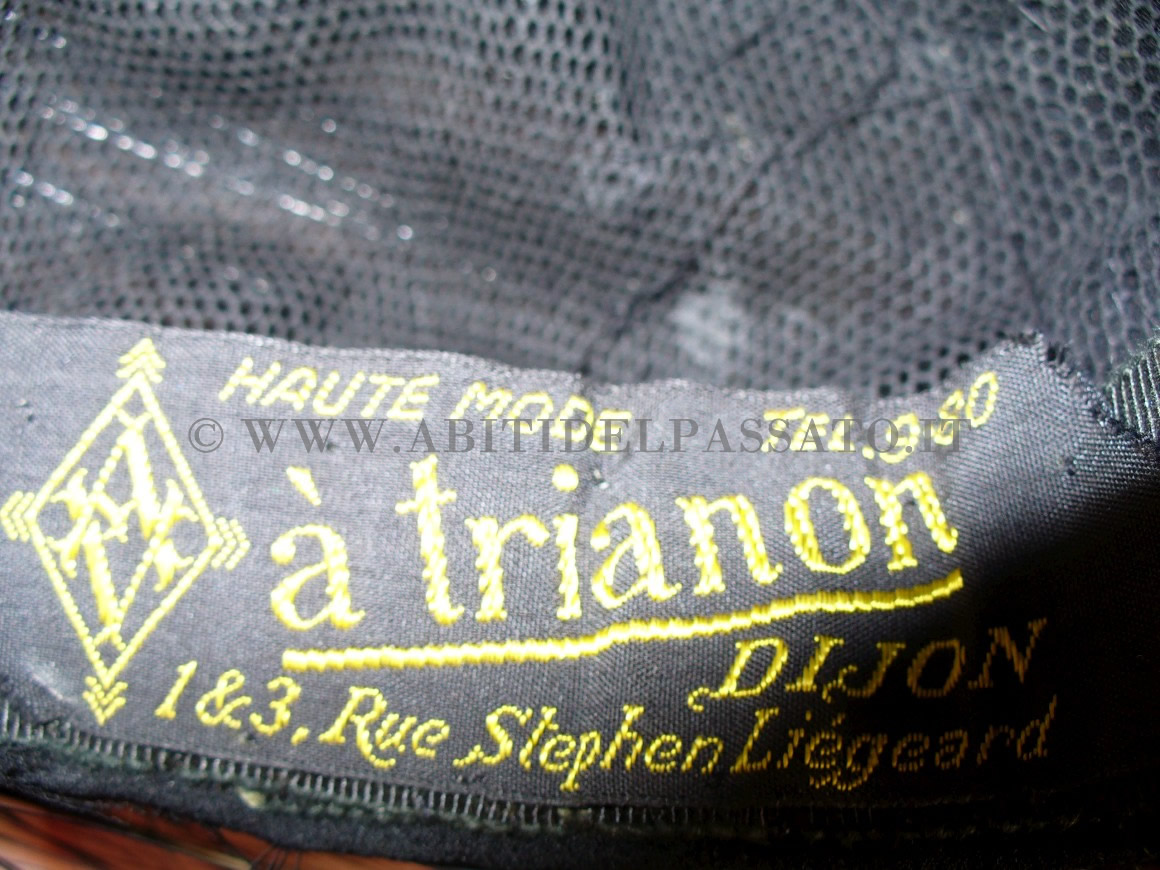 HAUTE MODE
à trianon
DIJON
1 & 3, Rue Stephen Liégeard
© WWW.ABITIDELPASSATO.IT